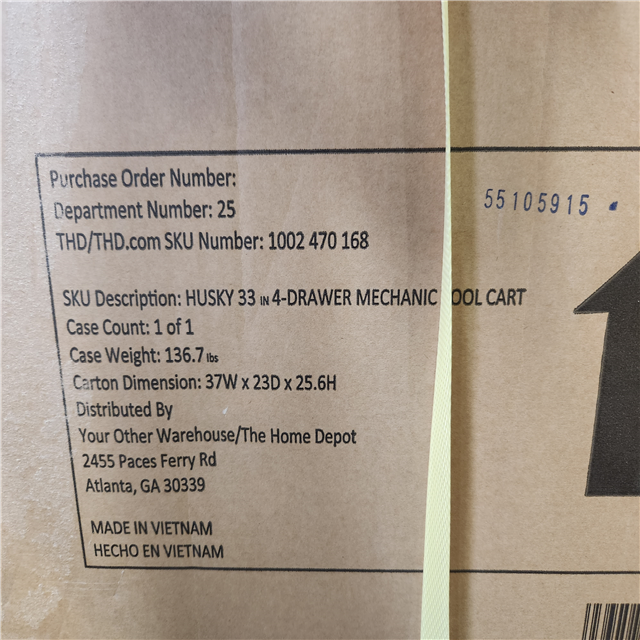 Purchase Order Number:
Department Number: 25
55105915
THD/THD.com SKU Number: 1002 470 168
SKU Description: HUSKY 33 IN 4-DRAWER MECHANIC OOL CART
Case Count: 1 of 1
Case Weight: 136.7 lbs
Carton Dimension: 37W x 23D x 25.6H
Distributed By
Your Other Warehouse/The Home Depot
2455 Paces Ferry Rd
Atlanta, GA 30339
MADE IN VIETNAM
HECHO EN VIETNAM